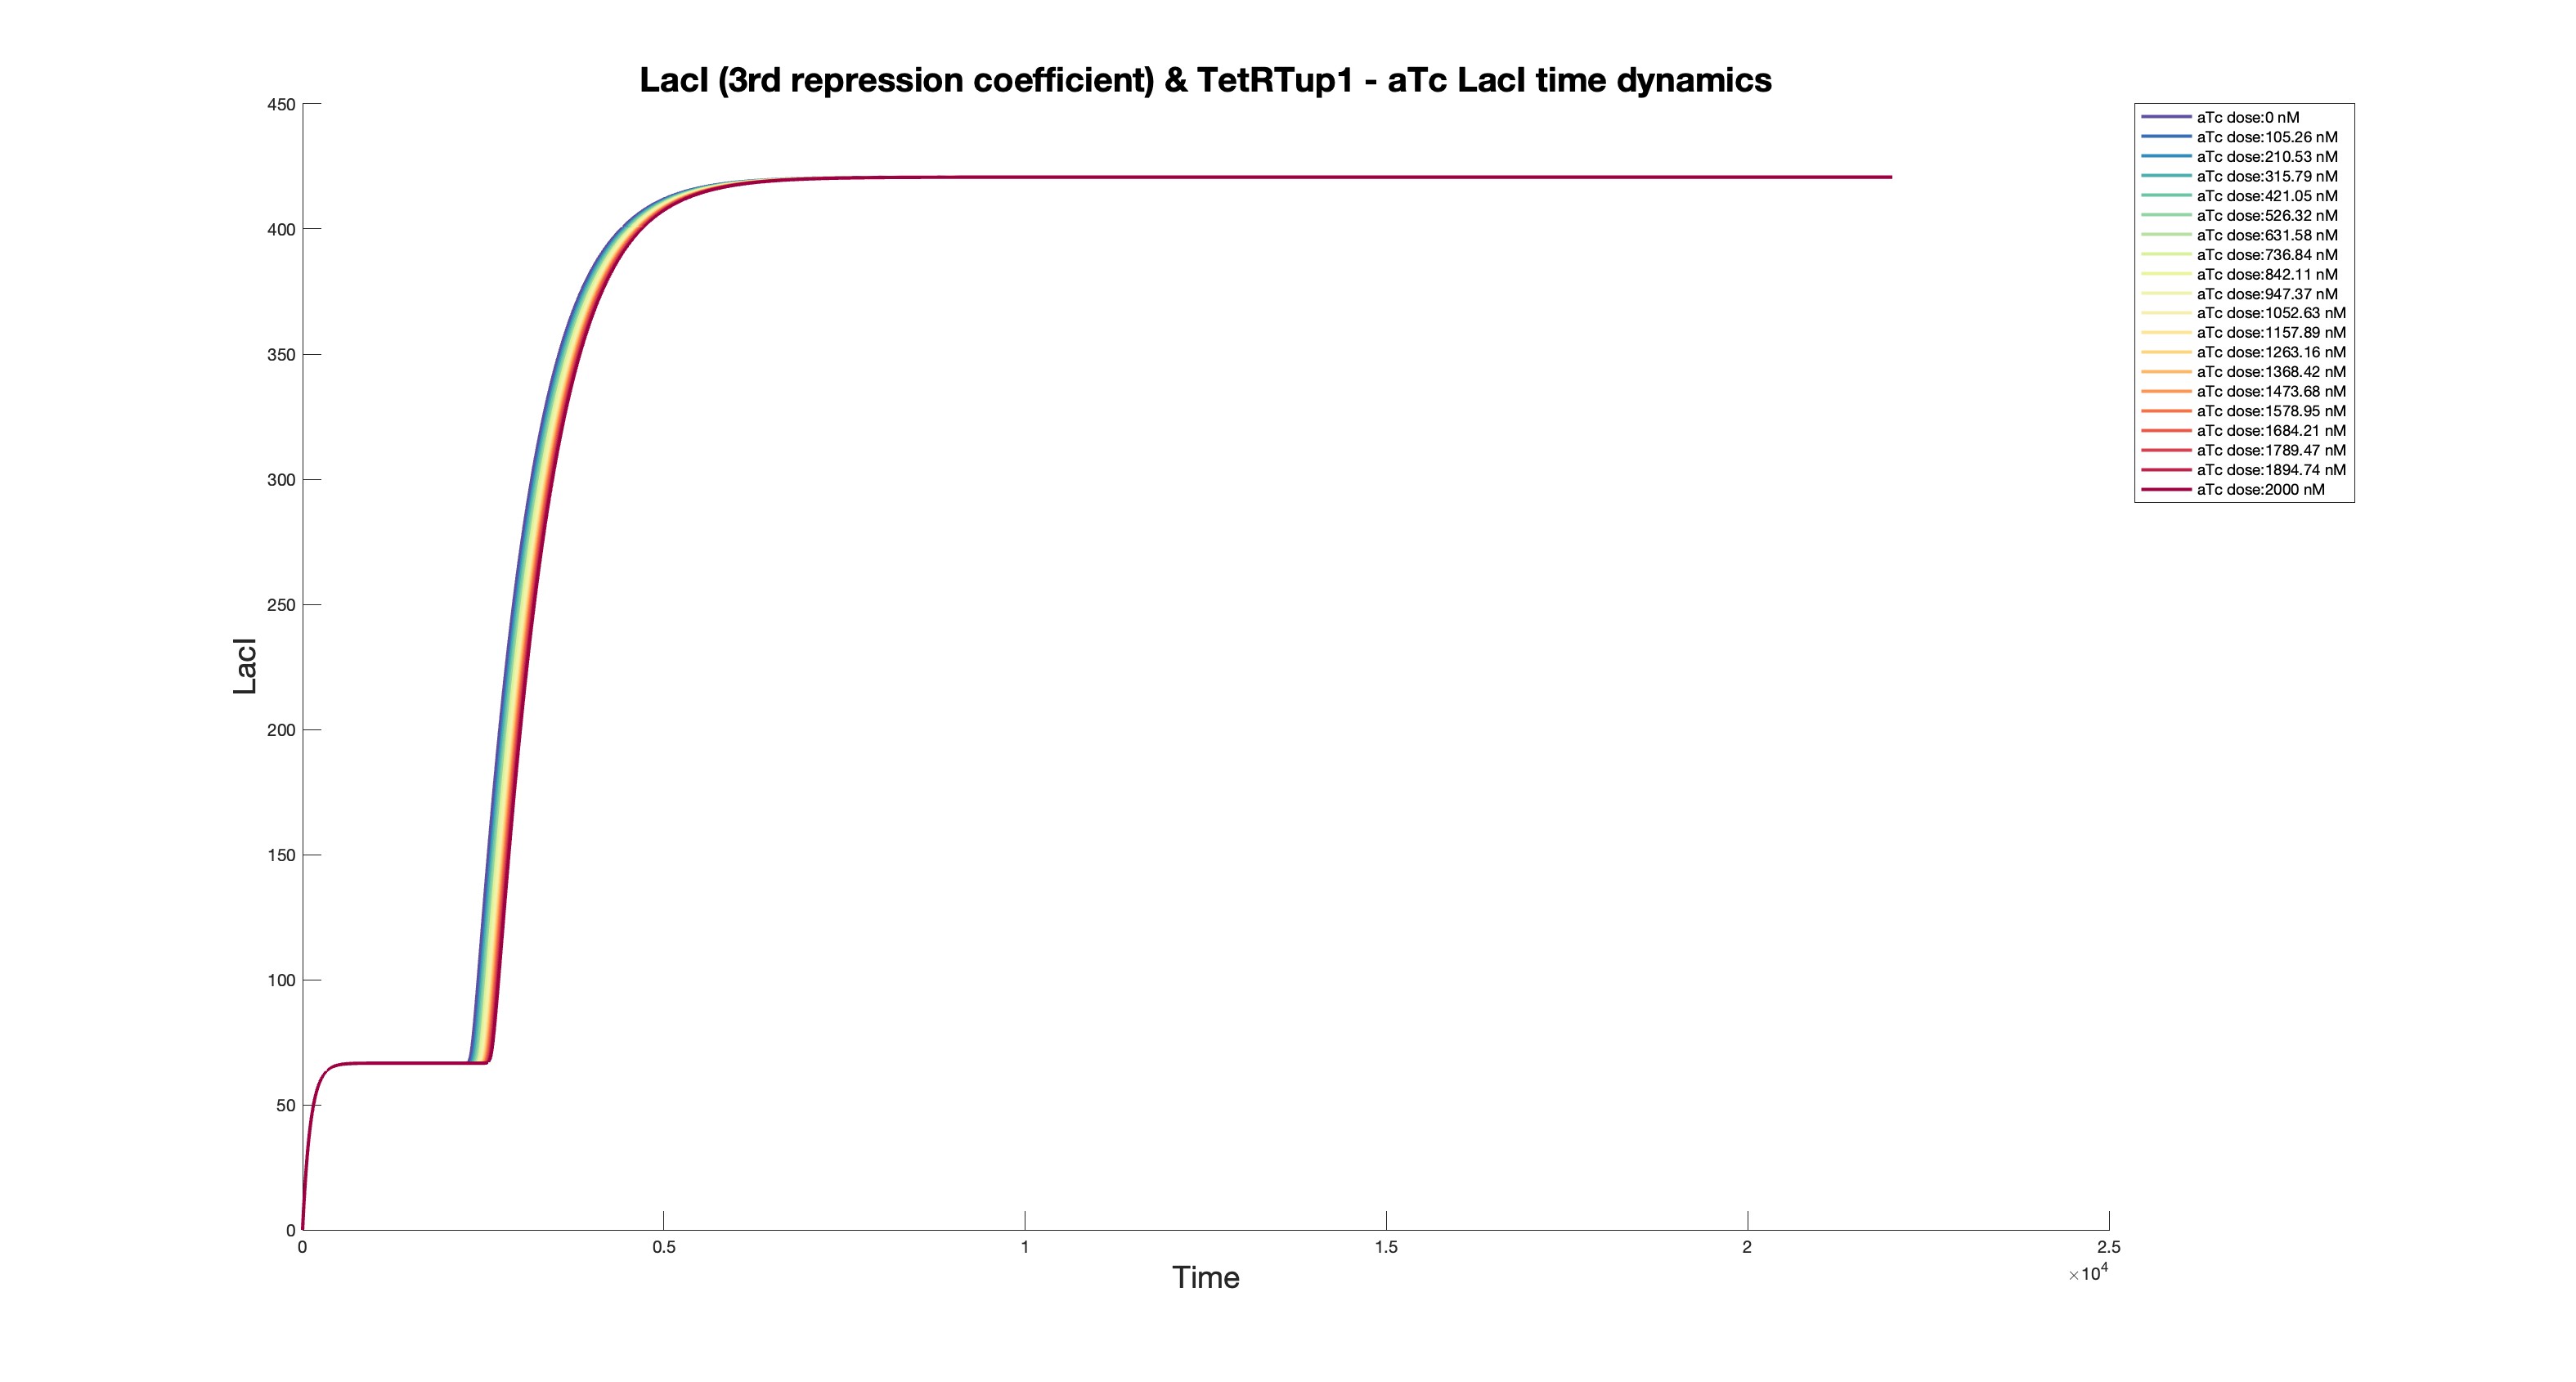 LacI (3rd repression coefficient) & TetRTup1 - aTc LacI time dynamics
450
400
350
300
250
200
150
100
50
0
LacI
0
0.5
1
1.5
2
2.5
×10^4
Time
aTc dose:0 nM
aTc dose:105.26 nM
aTc dose:210.53 nM
aTc dose:315.79 nM
aTc dose:421.05 nM
aTc dose:526.32 nM
aTc dose:631.58 nM
aTc dose:736.84 nM
aTc dose:842.11 nM
aTc dose:947.37 nM
aTc dose:1052.63 nM
aTc dose:1157.89 nM
aTc dose:1263.16 nM
aTc dose:1368.42 nM
aTc dose:1473.68 nM
aTc dose:1578.95 nM
aTc dose:1684.21 nM
aTc dose:1789.47 nM
aTc dose:1894.74 nM
aTc dose:2000 nM